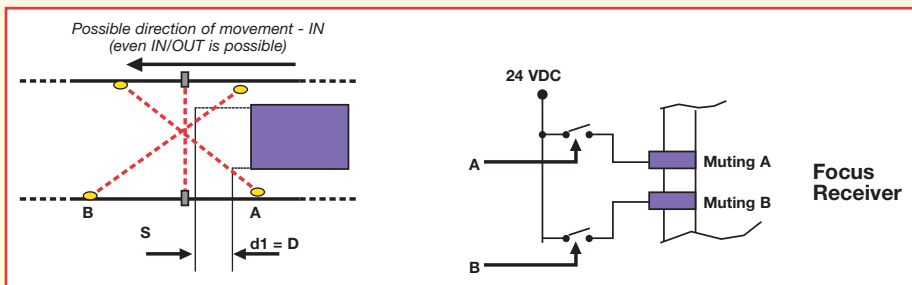 Possible direction of movement - IN
(even IN/OUT is possible)
B
A
S
d1 = D
24 VDC
A
Muting A
Muting B
B
Focus
Receiver